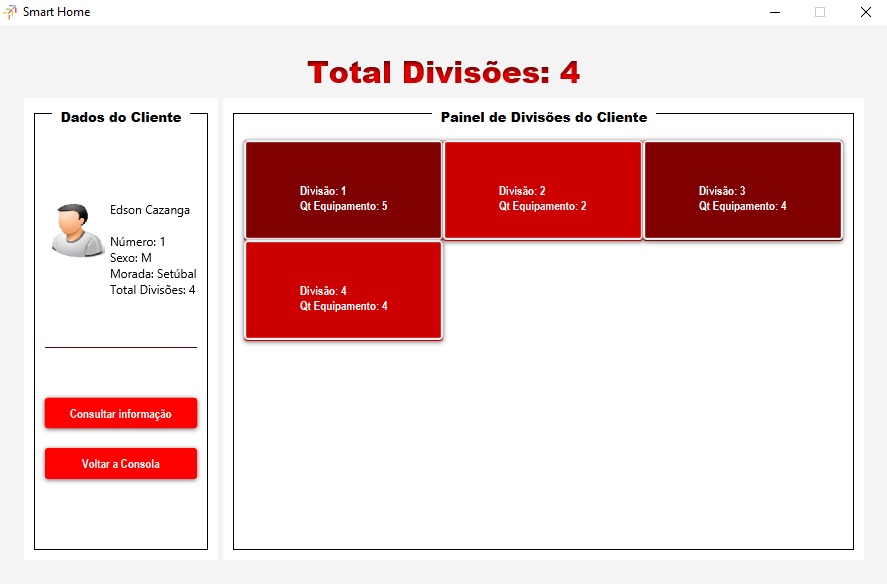 Smart Home
Total Divisões: 4
Dados do Cliente
Edson Cazanga
Número: 1
Sexo: M
Morada: Setúbal
Total Divisões: 4
Consultar informação
Voltar a Consola
Painel de Divisões do Cliente
Divisão: 1
Qt Equipamento: 5
Divisão: 2
Qt Equipamento: 2
Divisão: 3
Qt Equipamento: 4
Divisão: 4
Qt Equipamento: 4